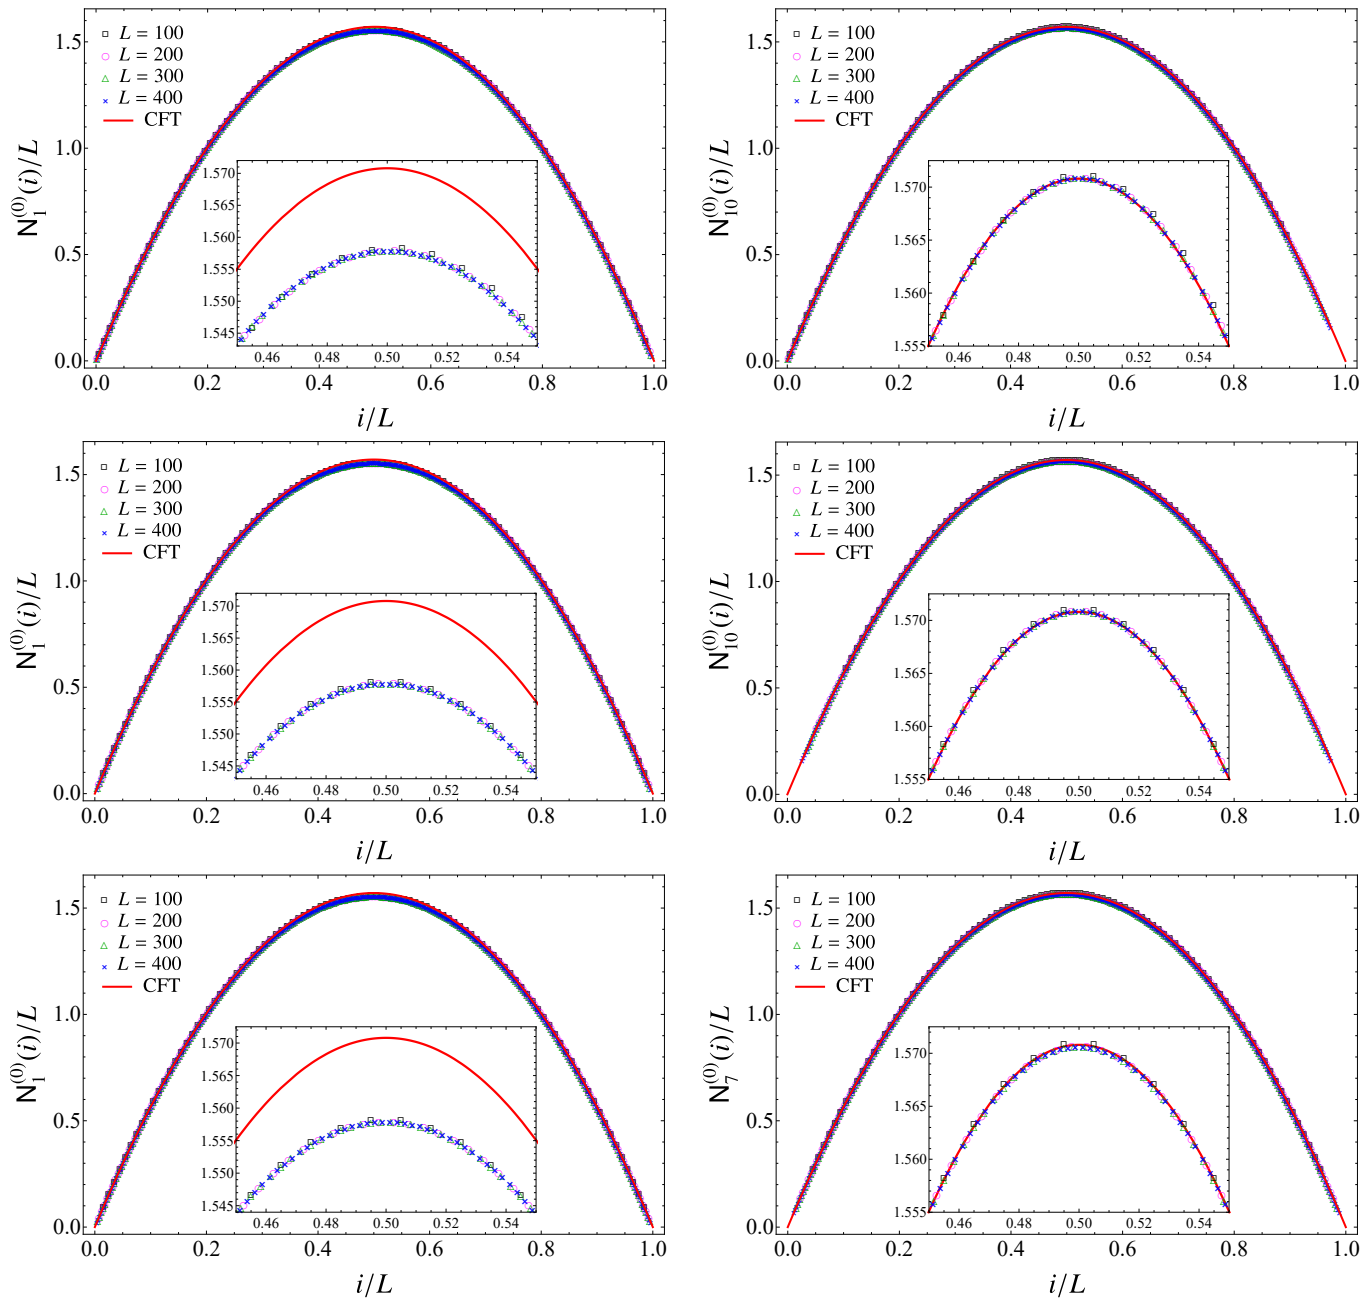 N_1^{(0)}(i)/L
1.5
1.0
0.5
0.0
L = 100
L = 200
L = 300
L = 400
CFT
1.570
1.565
1.560
1.555
1.550
1.545
0.46 0.48 0.50 0.52 0.54
0.0 0.2 0.4 0.6 0.8 1.0
i/L
N_{10}^{(0)}(i)/L
1.5
1.0
0.5
0.0
L = 100
L = 200
L = 300
L = 400
CFT
1.570
1.565
1.560
1.555
0.46 0.48 0.50 0.52 0.54
0.0 0.2 0.4 0.6 0.8 1.0
i/L
N_1^{(0)}(i)/L
1.5
1.0
0.5
0.0
L = 100
L = 200
L = 300
L = 400
CFT
1.570
1.565
1.560
1.555
1.550
1.545
0.46 0.48 0.50 0.52 0.54
0.0 0.2 0.4 0.6 0.8 1.0
i/L
N_{10}^{(0)}(i)/L
1.5
1.0
0.5
0.0
L = 100
L = 200
L = 300
L = 400
CFT
1.570
1.565
1.560
1.555
0.46 0.48 0.50 0.52 0.54
0.0 0.2 0.4 0.6 0.8 1.0
i/L
N_1^{(0)}(i)/L
1.5
1.0
0.5
0.0
L = 100
L = 200
L = 300
L = 400
CFT
1.570
1.565
1.560
1.555
1.550
1.545
0.46 0.48 0.50 0.52 0.54
0.0 0.2 0.4 0.6 0.8 1.0
i/L
N_7^{(0)}(i)/L
1.5
1.0
0.5
0.0
L = 100
L = 200
L = 300
L = 400
CFT
1.570
1.565
1.560
1.555
0.46 0.48 0.50 0.52 0.54
0.0 0.2 0.4 0.6 0.8 1.0
i/L